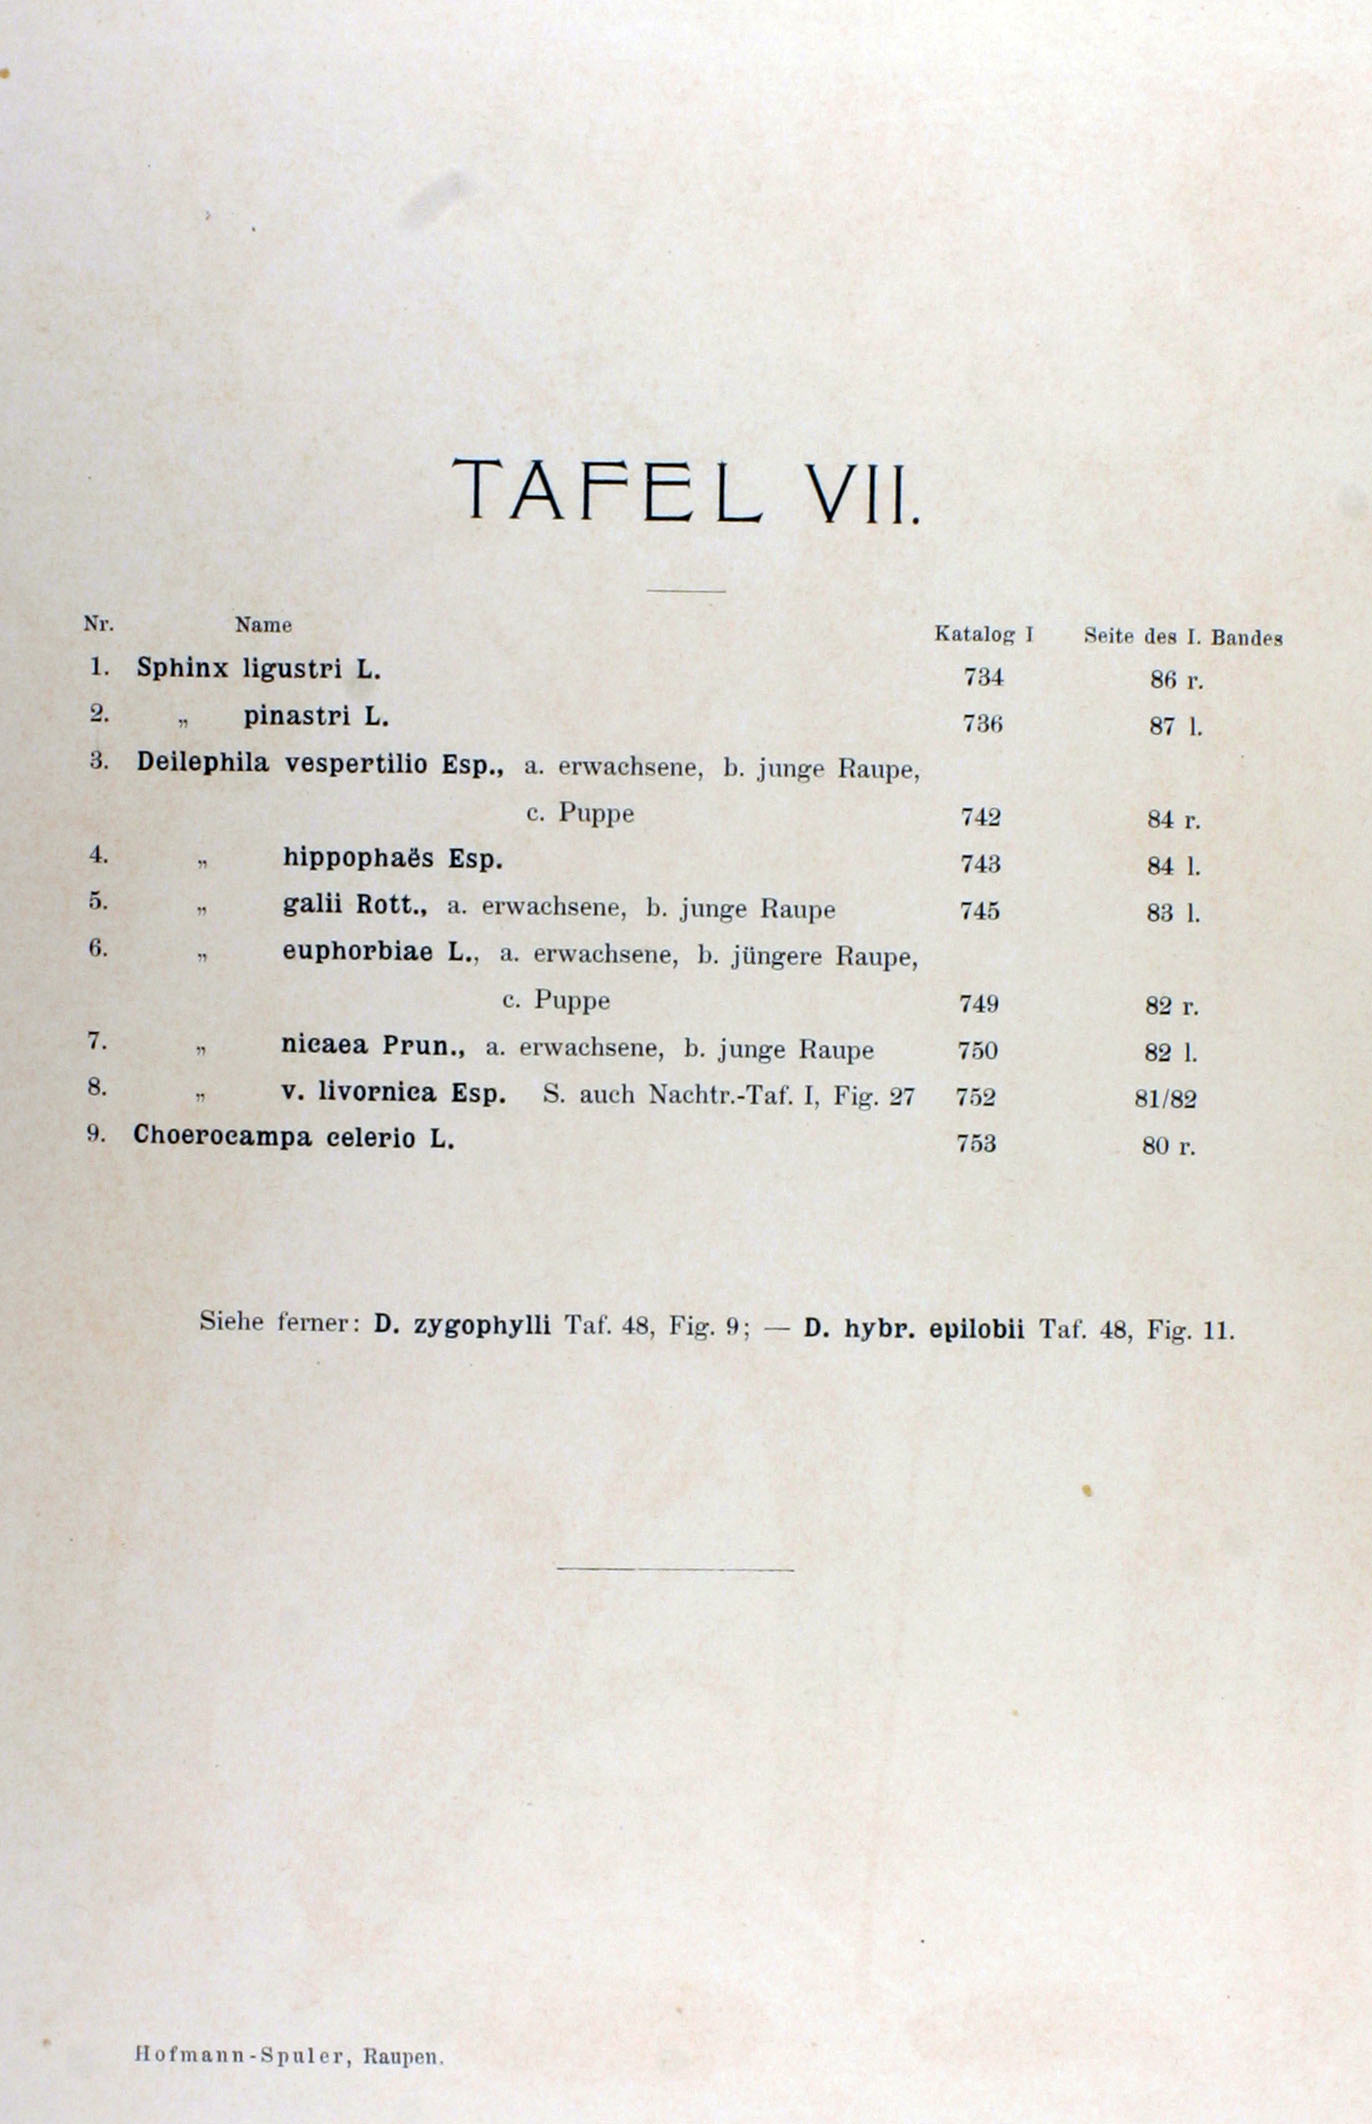 TAFEL VII.
Nr. Name Katalog I Seite des I. Bandes
1. Sphinx ligustri L. 734 86 r.
2. „ pinastri L. 736 87 l.
3. Deilephila vespertilio Esp., a. erwachsene, b. junge Raupe,
c. Puppe 742 84 r.
4. „ hippophaës Esp. 743 84 l.
5. „ galii Rott., a. erwachsene, b. junge Raupe 745 83 l.
6. „ euphorbiae L., a. erwachsene, b. jüngere Raupe,
c. Puppe 749 82 r.
7. „ nicaea Prun., a. erwachsene, b. junge Raupe 750 82 l.
8. „ v. livornica Esp. S. auch Nachtr.-Taf. I, Fig. 27 752 81/82
9. Choerocampa celerio L. 753 80 r.
Siehe ferner: D. zygophylli Taf. 48, Fig. 9; — D. hybr. epilobii Taf. 48, Fig. 11.
Hofmann-Spuler, Raupen.